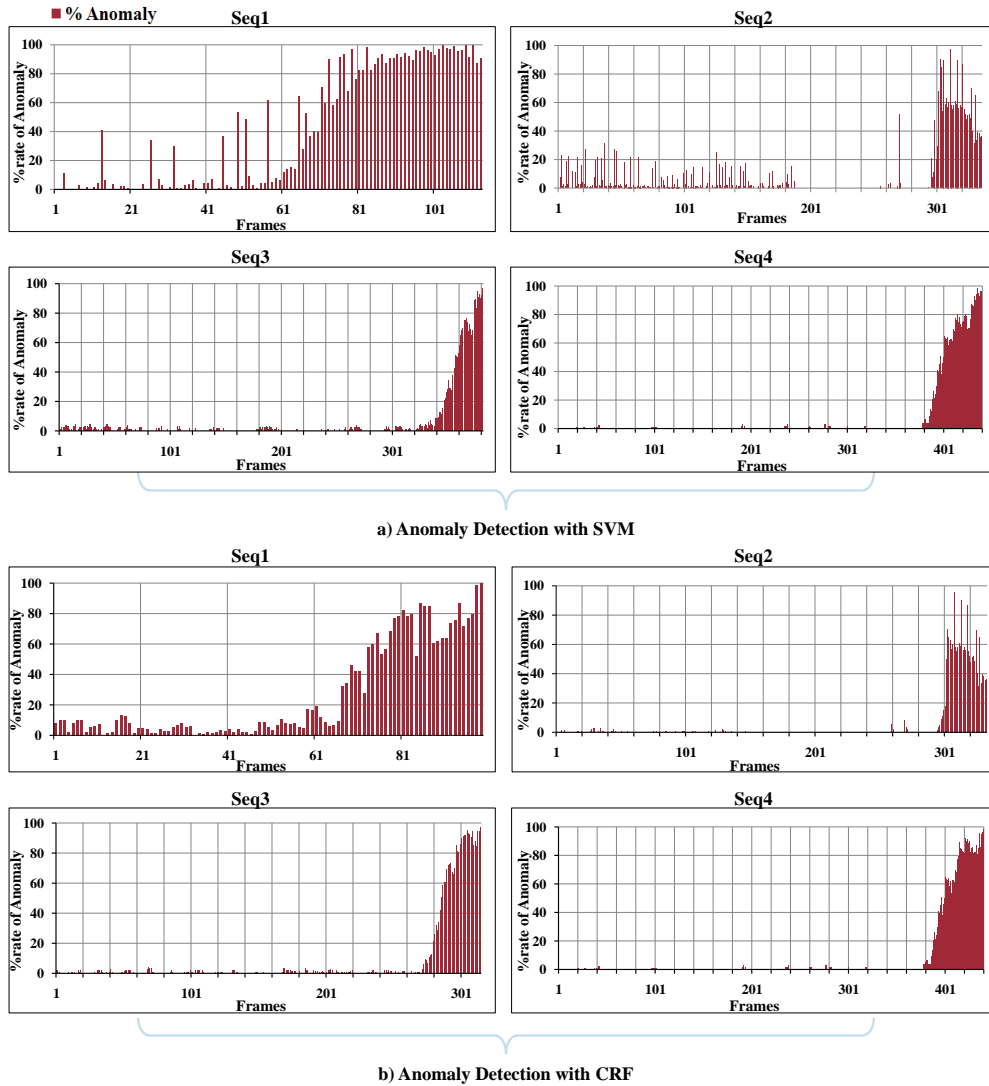 % Anomaly
Seq1
%rate of Anomaly
100
80
60
40
20
0
1 21 41 61 81 101
Frames
Seq2
%rate of Anomaly
100
80
60
40
20
0
1 101 201 301
Frames
Seq3
%rate of Anomaly
100
80
60
40
20
0
1 101 201 301
Frames
Seq4
%rate of Anomaly
100
80
60
40
20
0
1 101 201 301 401
Frames
a) Anomaly Detection with SVM
Seq1
%rate of Anomaly
100
80
60
40
20
0
1 21 41 61 81
Frames
Seq2
%rate of Anomaly
100
80
60
40
20
0
1 101 201 301
Frames
Seq3
%rate of Anomaly
100
80
60
40
20
0
1 101 201 301
Frames
Seq4
%rate of Anomaly
100
80
60
40
20
0
1 101 201 301 401
Frames
b) Anomaly Detection with CRF